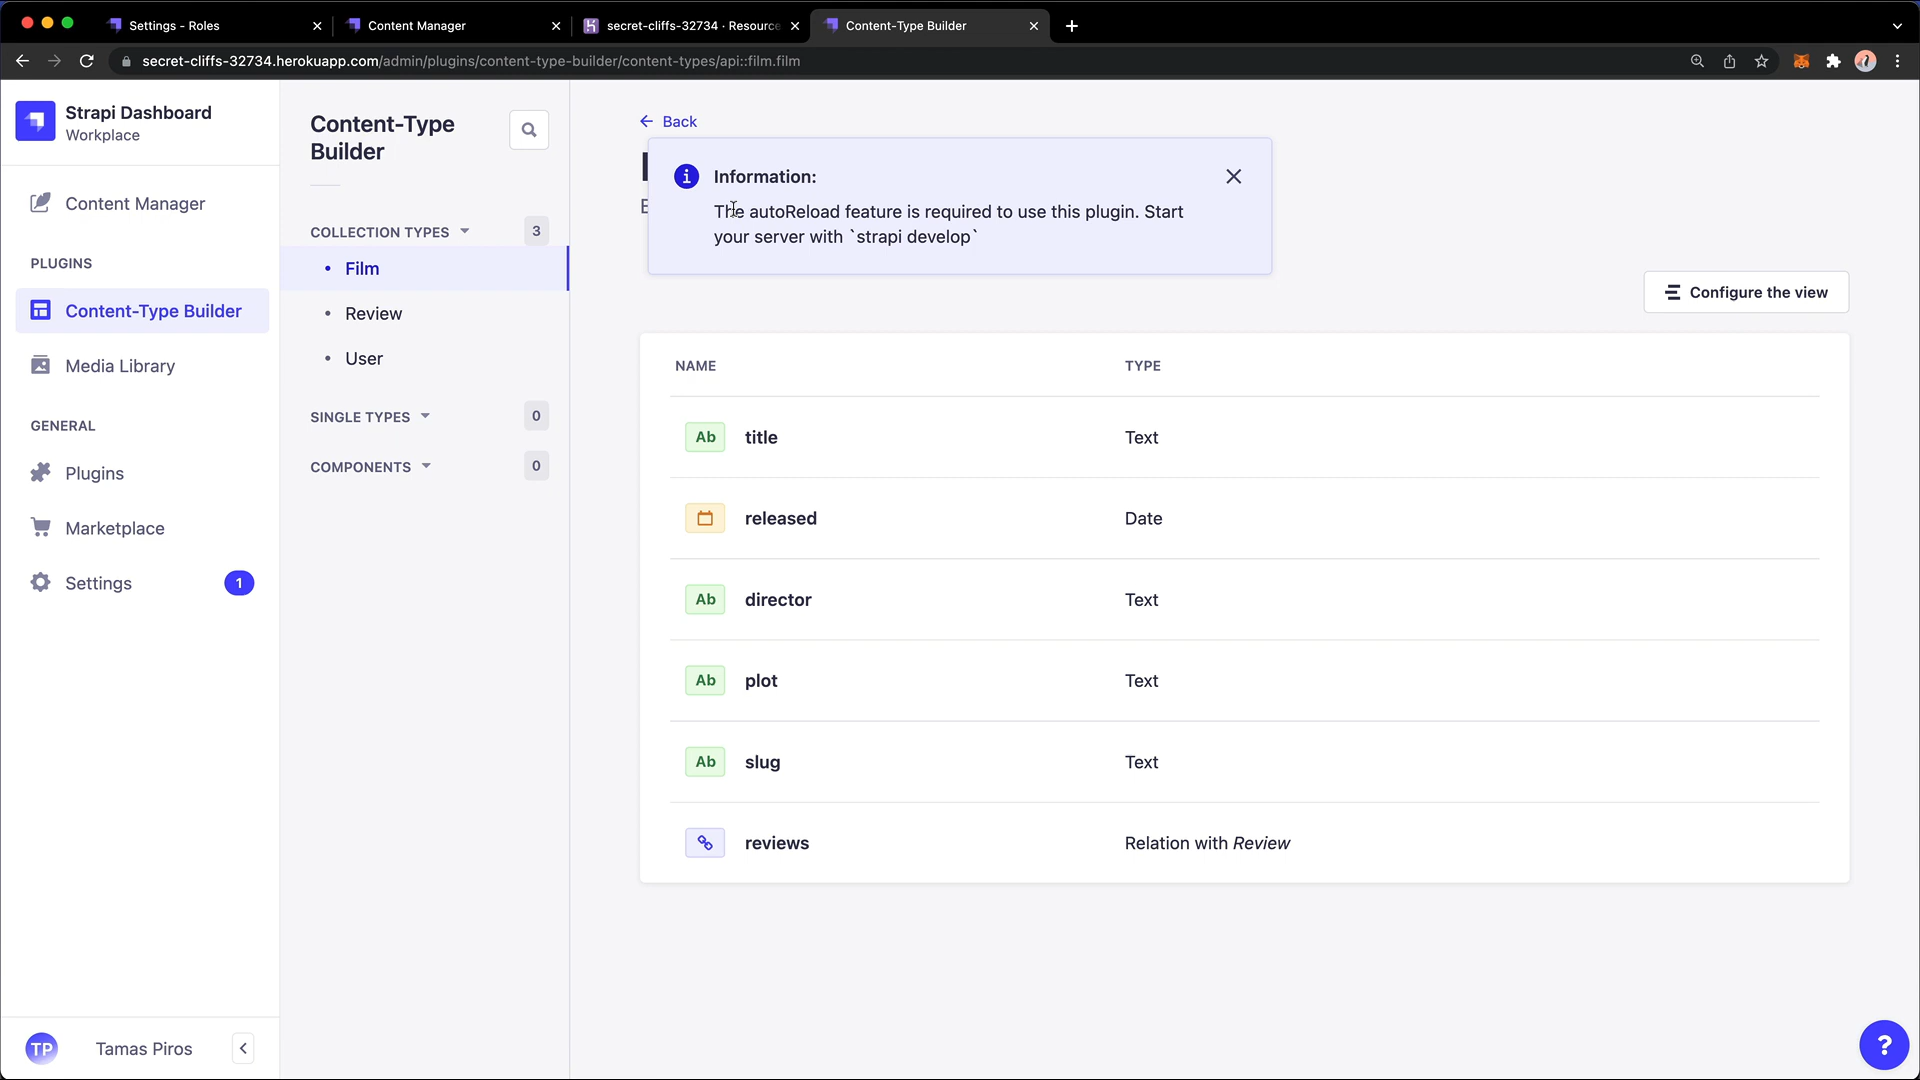 Settings - Roles
Content Manager
secret-cliffs-32734 · Resource
Content-Type Builder
secret-cliffs-32734.herokuapp.com/admin/plugins/content-type-builder/content-types/api::film.film
Strapi Dashboard
Workplace
Content Manager
PLUGINS
Content-Type Builder
Media Library
GENERAL
Plugins
Marketplace
Settings
1
TP
Tamas Piros
Content-Type
Builder
COLLECTION TYPES
3
Film
Review
User
SINGLE TYPES
0
COMPONENTS
0
Back
Information:
The autoReload feature is required to use this plugin. Start
your server with `strapi develop`
Configure the view
NAME
TYPE
Ab
title
Text
released
Date
Ab
director
Text
Ab
plot
Text
Ab
slug
Text
reviews
Relation with Review
?